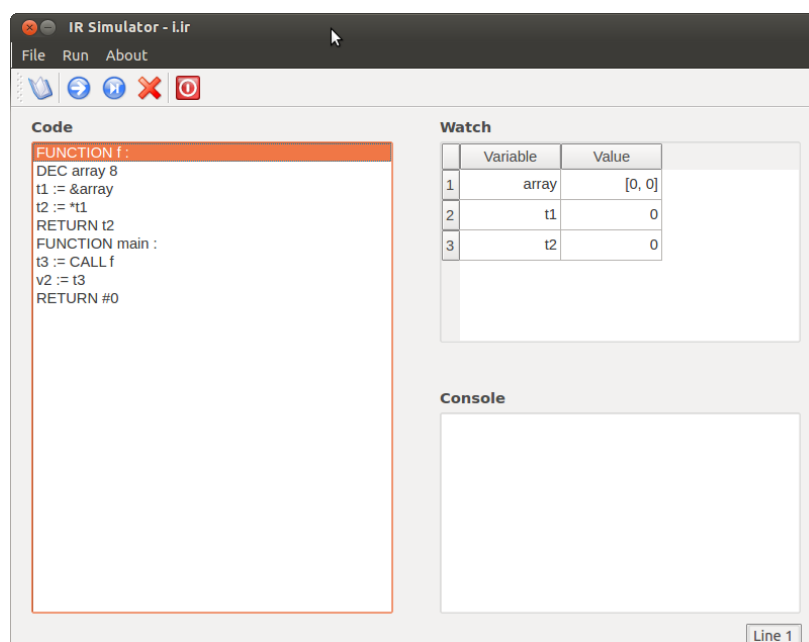 IR Simulator - i.ir
File Run About
Code
FUNCTION f :
DEC array 8
t1 := &array
t2 := *t1
RETURN t2
FUNCTION main :
t3 := CALL f
v2 := t3
RETURN #0
Watch
Variable Value
1 array [0, 0]
2 t1 0
3 t2 0
Console
Line 1